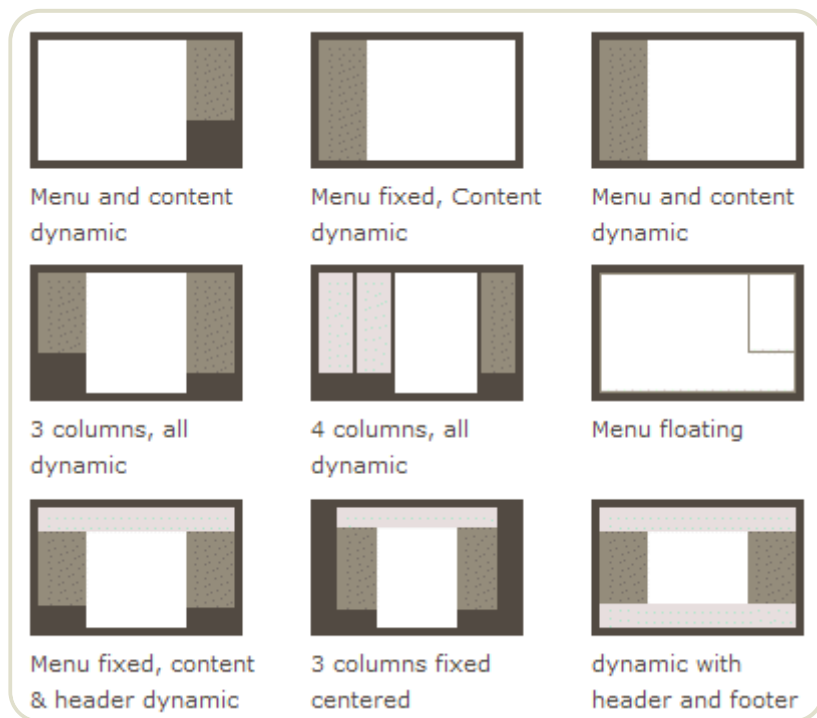 Menu and content
dynamic
Menu fixed, Content
dynamic
Menu and content
dynamic
3 columns, all
dynamic
4 columns, all
dynamic
Menu floating
Menu fixed, content
& header dynamic
3 columns fixed
centered
dynamic with
header and footer